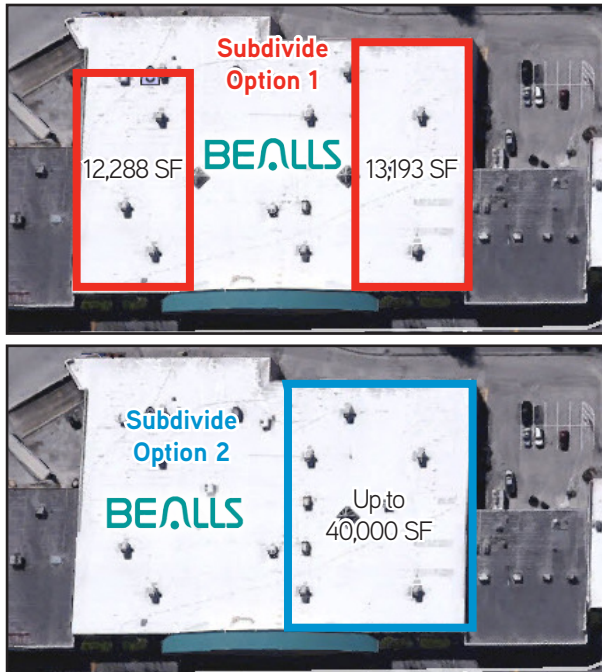 Subdivide
Option 1
12,288 SF
BEALLS
13,193 SF
Subdivide
Option 2
BEALLS
Up to
40,000 SF